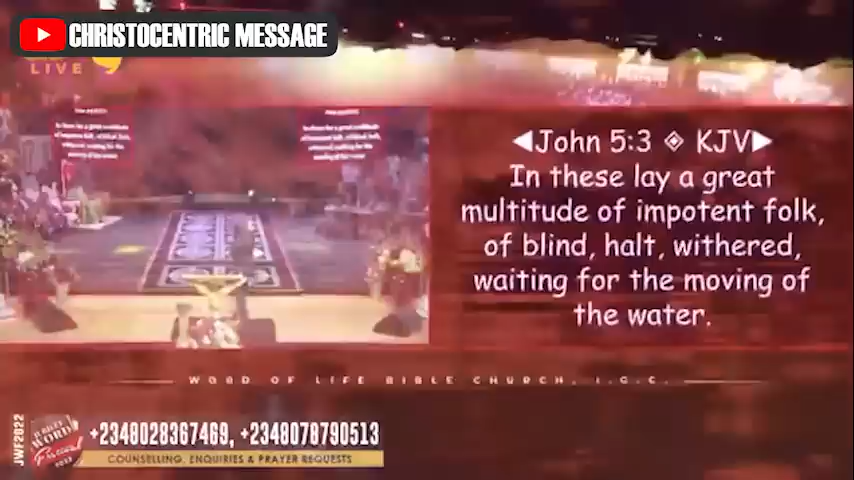 CHRISTOCENTRIC MESSAGE
LIVE
◀John 5:3 ◈ KJV▶
In these lay a great
multitude of impotent folk,
of blind, halt, withered,
waiting for the moving of
the water.
WORD OF LIFE BIBLE CHURCH, I.G.C.
JWF2022
+2348028367469, +2348078790513
COUNSELLING, ENQUIRIES & PRAYER REQUESTS